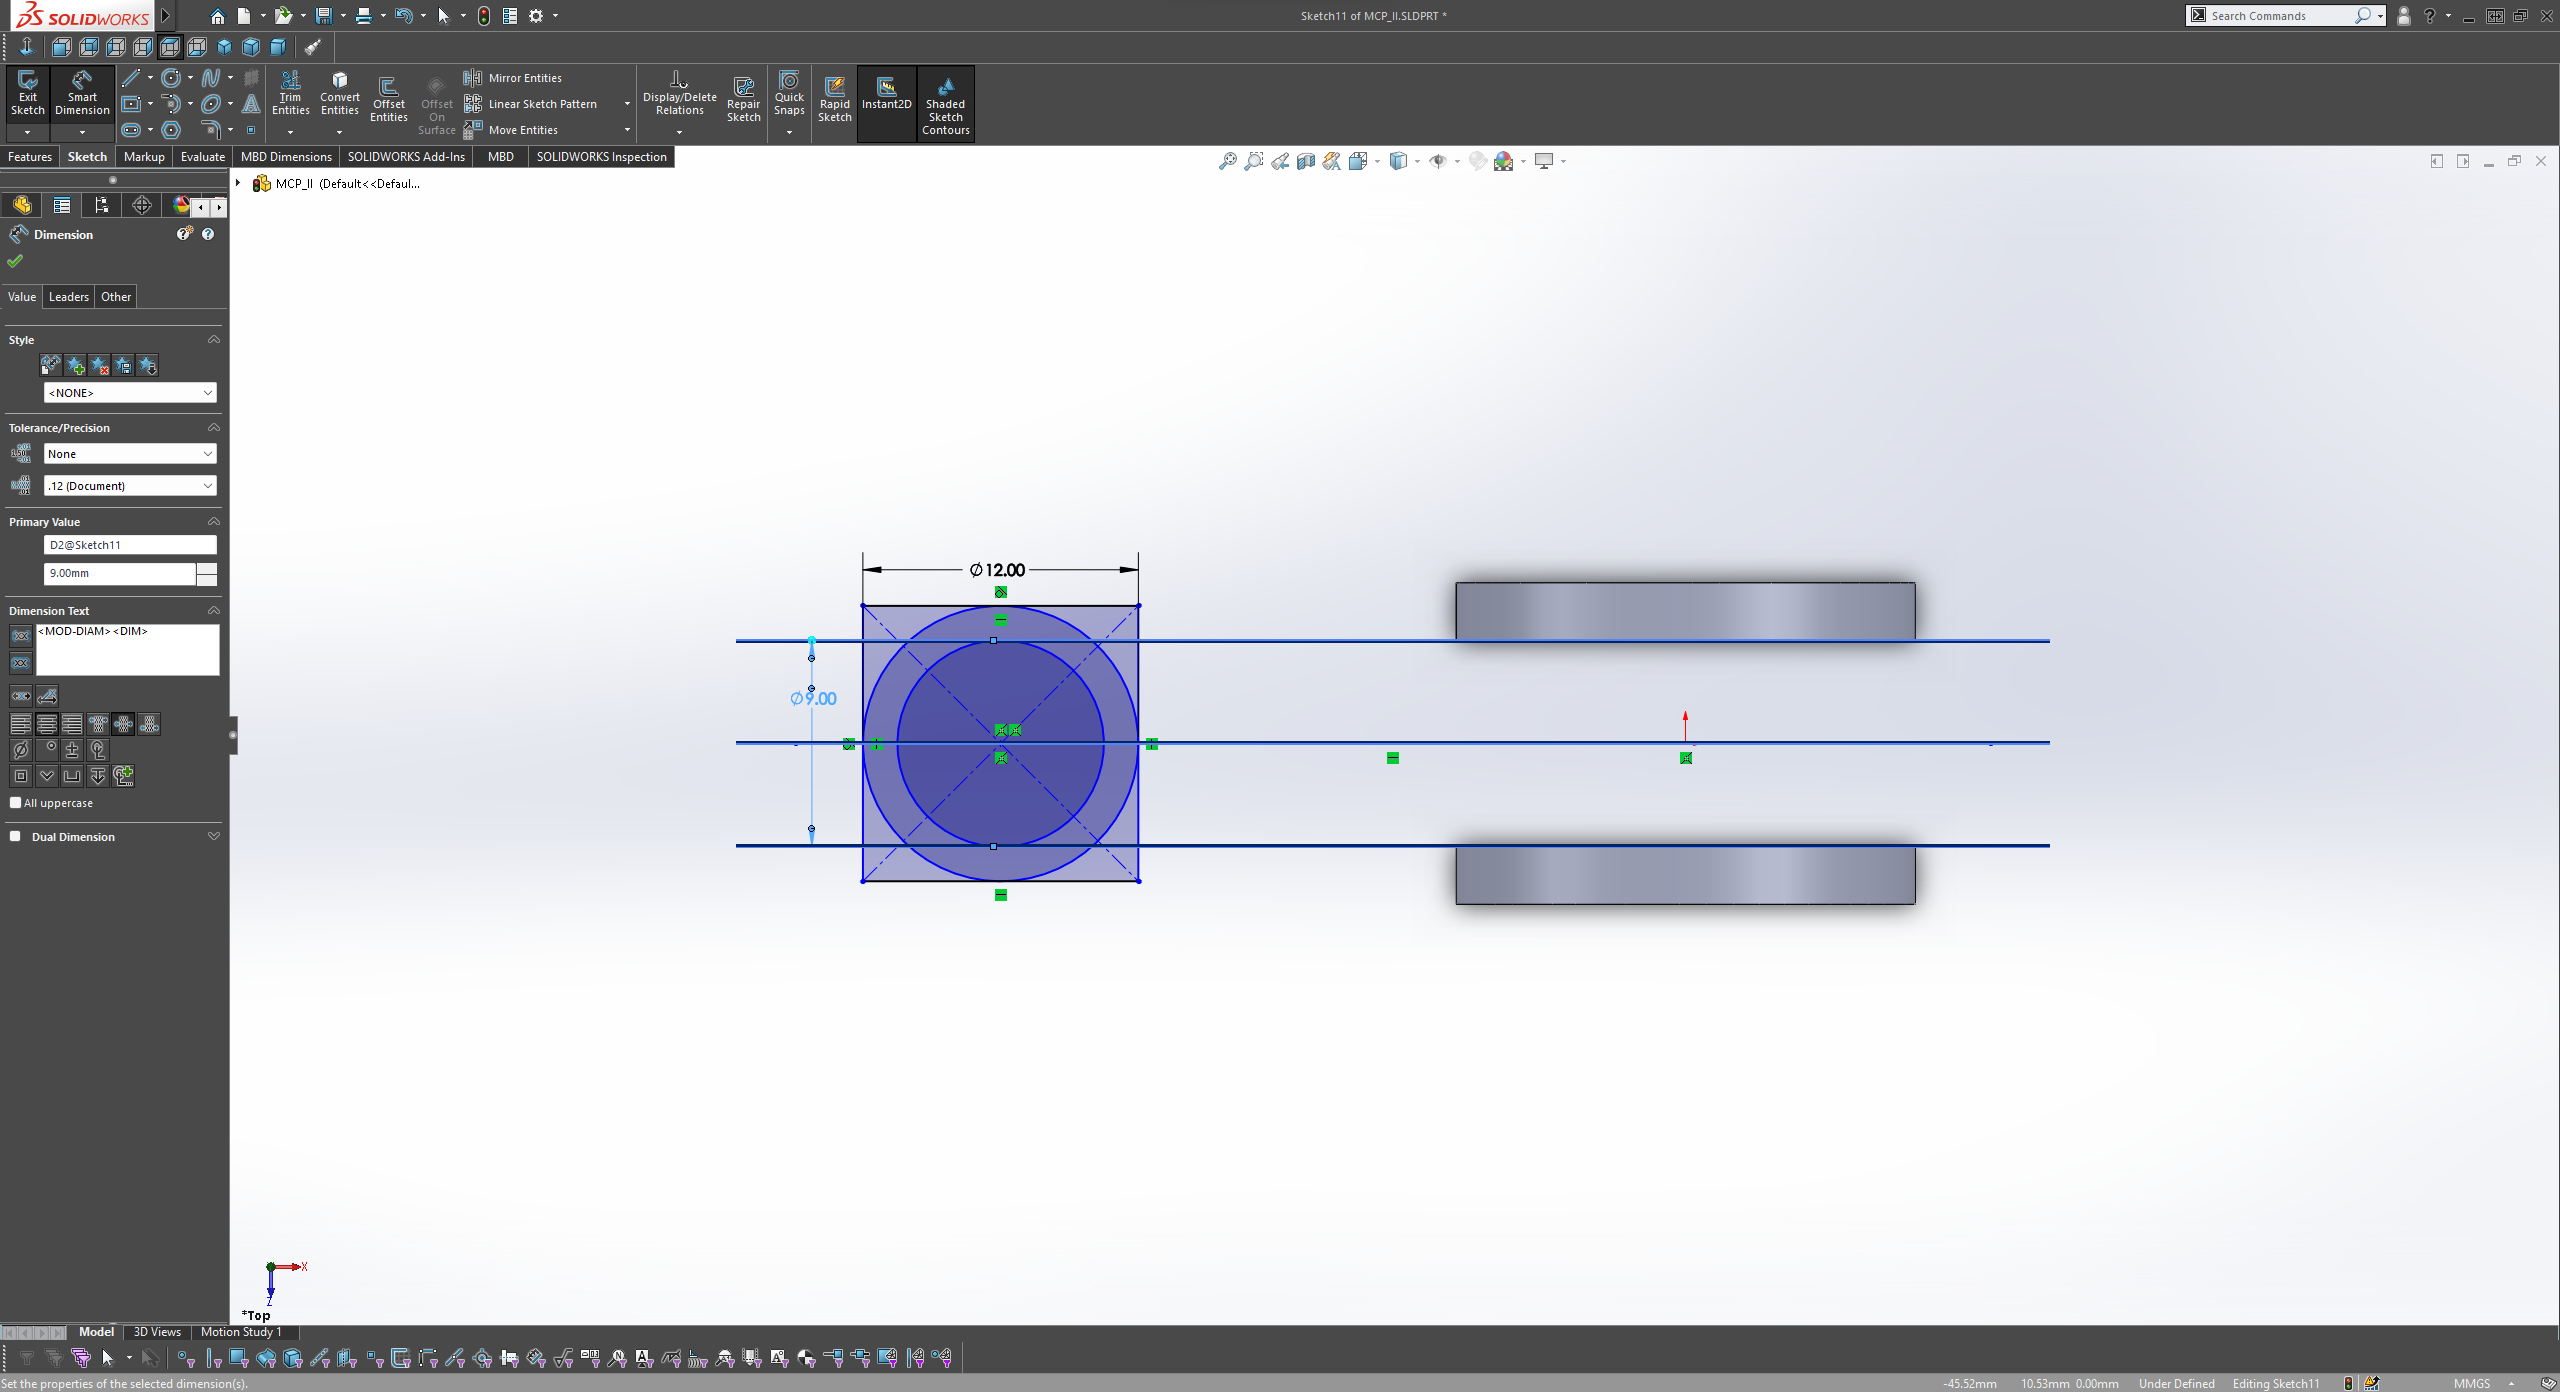 SOLIDWORKS
Sketch11 of MCP_II.SLDPRT *
Search Commands
Exit Sketch
Smart Dimension
Trim Entities
Convert Entities
Offset Entities
Offset On Surface
Mirror Entities
Linear Sketch Pattern
Move Entities
Display/Delete Relations
Repair Sketch
Quick Snaps
Rapid Sketch
Instant2D
Shaded Sketch Contours
Features Sketch Markup Evaluate MBD Dimensions SOLIDWORKS Add-Ins MBD SOLIDWORKS Inspection
MCP_II (Default<<Defaul...
Dimension
Value Leaders Other
Style
<NONE>
Tolerance/Precision
None
.12 (Document)
Primary Value
D2@Sketch11
9.00mm
Dimension Text
<MOD-DIAM><DIM>
All uppercase
Dual Dimension
∅12.00
∅9.00
X
Z
*Top
Model 3D Views Motion Study 1
Set the properties of the selected dimension(s).
-45.52mm 10.53mm 0.00mm Under Defined Editing Sketch11 MMGS